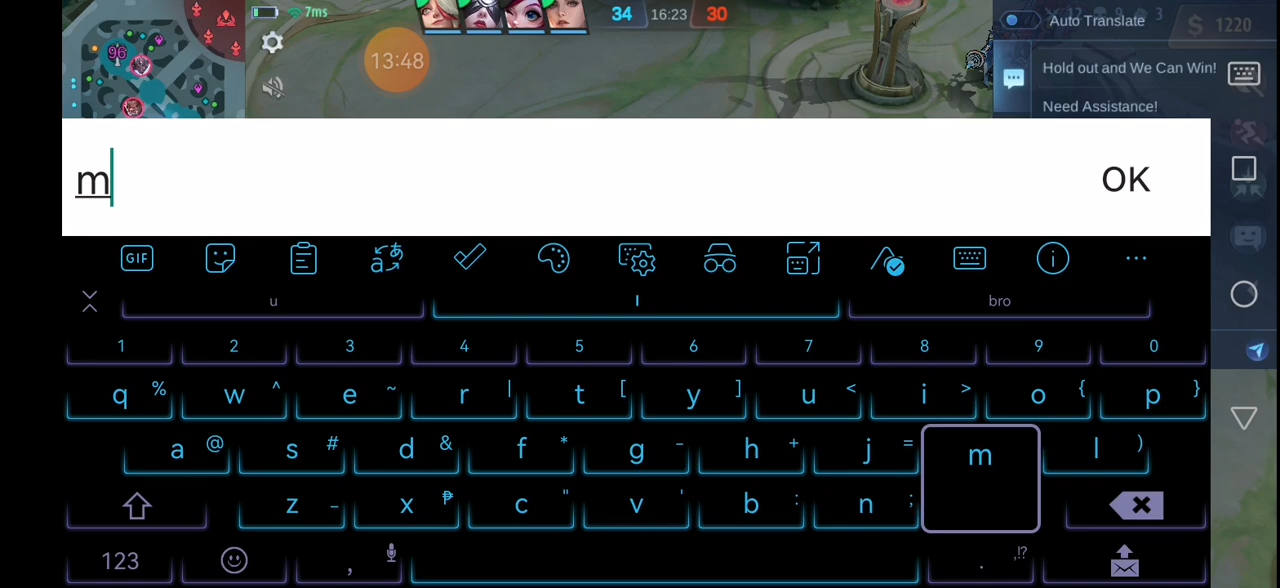 7ms
34 16:23 30
Auto Translate
$ 1220
96
13:48
Hold out and We Can Win!
Need Assistance!
m
OK
GIF
u I bro
1 2 3 4 5 6 7 8 9 0
q % w ^ e ~ r | t [ y ] u < i > o { p }
a @ s # d & f * g - h + j = m l )
z _ x ₱ c " v ' b : n ;
123 , . ,!?